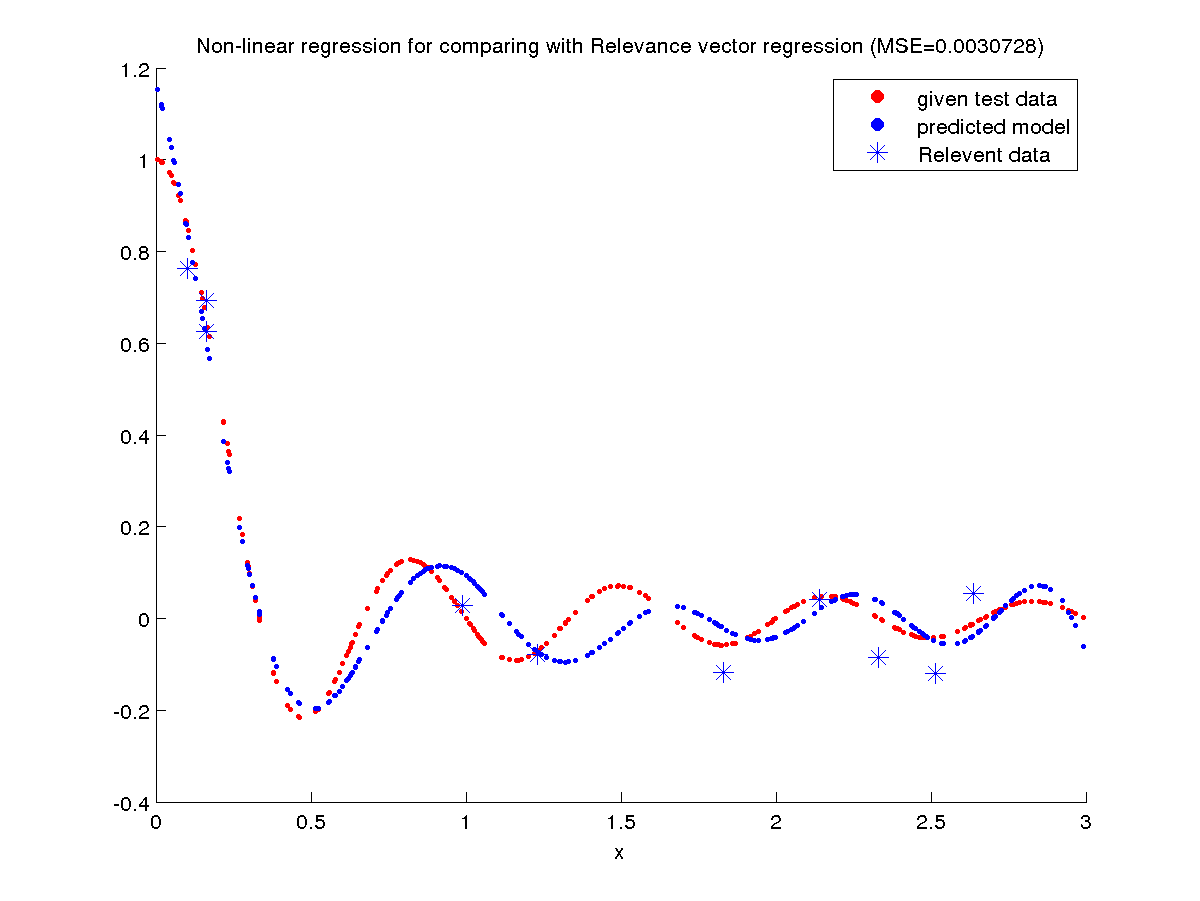 Non-linear regression for comparing with Relevance vector regression (MSE=0.0030728)
given test data
predicted model
Relevent data
1.2
1
0.8
0.6
0.4
0.2
0
-0.2
-0.4
0 0.5 1 1.5 2 2.5 3
x